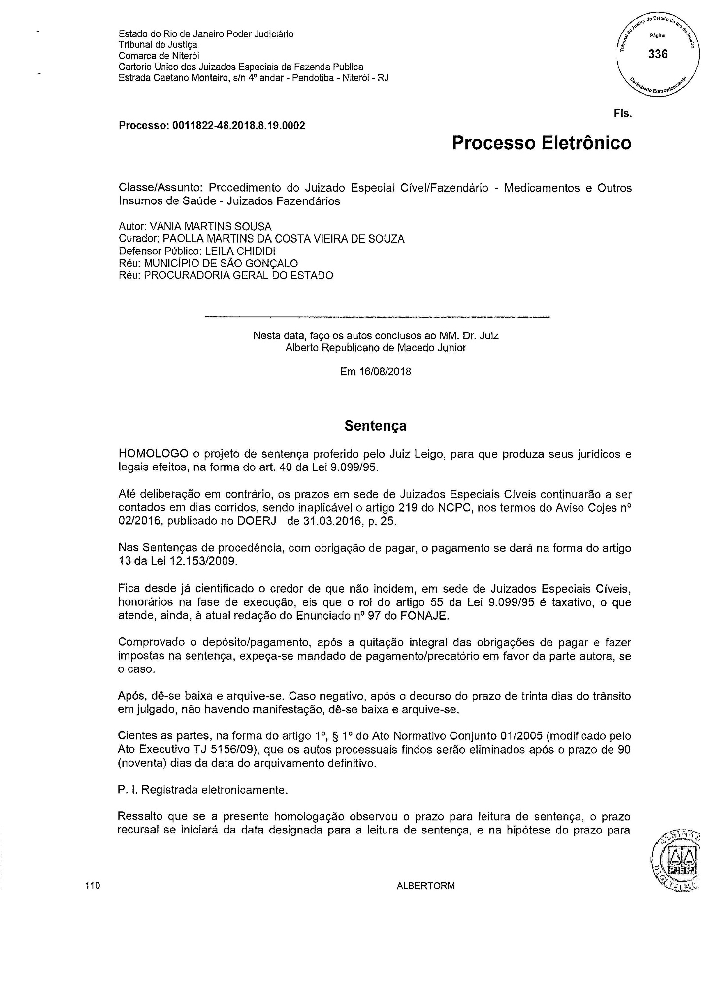 Estado do Rio de Janeiro Poder Judiciário
Tribunal de Justiça
Comarca de Niterói
Cartorio Unico dos Juizados Especiais da Fazenda Publica
Estrada Caetano Monteiro, s/n 4º andar - Pendotiba - Niterói - RJ
Tribunal de Justiça do Estado do Rio de Janeiro
Página
336
Carimbado Eletronicamente
Fls.
Processo: 0011822-48.2018.8.19.0002
Processo Eletrônico
Classe/Assunto: Procedimento do Juizado Especial Cível/Fazendário - Medicamentos e Outros
Insumos de Saúde - Juizados Fazendários
Autor: VANIA MARTINS SOUSA
Curador: PAOLLA MARTINS DA COSTA VIEIRA DE SOUZA
Defensor Público: LEILA CHIDIDI
Réu: MUNICÍPIO DE SÃO GONÇALO
Réu: PROCURADORIA GERAL DO ESTADO
Nesta data, faço os autos conclusos ao MM. Dr. Juiz
Alberto Republicano de Macedo Junior
Em 16/08/2018
Sentença
HOMOLOGO o projeto de sentença proferido pelo Juiz Leigo, para que produza seus jurídicos e
legais efeitos, na forma do art. 40 da Lei 9.099/95.
Até deliberação em contrário, os prazos em sede de Juizados Especiais Cíveis continuarão a ser
contados em dias corridos, sendo inaplicável o artigo 219 do NCPC, nos termos do Aviso Cojes nº
02/2016, publicado no DOERJ de 31.03.2016, p. 25.
Nas Sentenças de procedência, com obrigação de pagar, o pagamento se dará na forma do artigo
13 da Lei 12.153/2009.
Fica desde já cientificado o credor de que não incidem, em sede de Juizados Especiais Cíveis,
honorários na fase de execução, eis que o rol do artigo 55 da Lei 9.099/95 é taxativo, o que
atende, ainda, à atual redação do Enunciado nº 97 do FONAJE.
Comprovado o depósito/pagamento, após a quitação integral das obrigações de pagar e fazer
impostas na sentença, expeça-se mandado de pagamento/precatório em favor da parte autora, se
o caso.
Após, dê-se baixa e arquive-se. Caso negativo, após o decurso do prazo de trinta dias do trânsito
em julgado, não havendo manifestação, dê-se baixa e arquive-se.
Cientes as partes, na forma do artigo 1º, § 1º do Ato Normativo Conjunto 01/2005 (modificado pelo
Ato Executivo TJ 5156/09), que os autos processuais findos serão eliminados após o prazo de 90
(noventa) dias da data do arquivamento definitivo.
P. I. Registrada eletronicamente.
Ressalto que se a presente homologação observou o prazo para leitura de sentença, o prazo
recursal se iniciará da data designada para a leitura de sentença, e na hipótese do prazo para
110
ALBERTORM